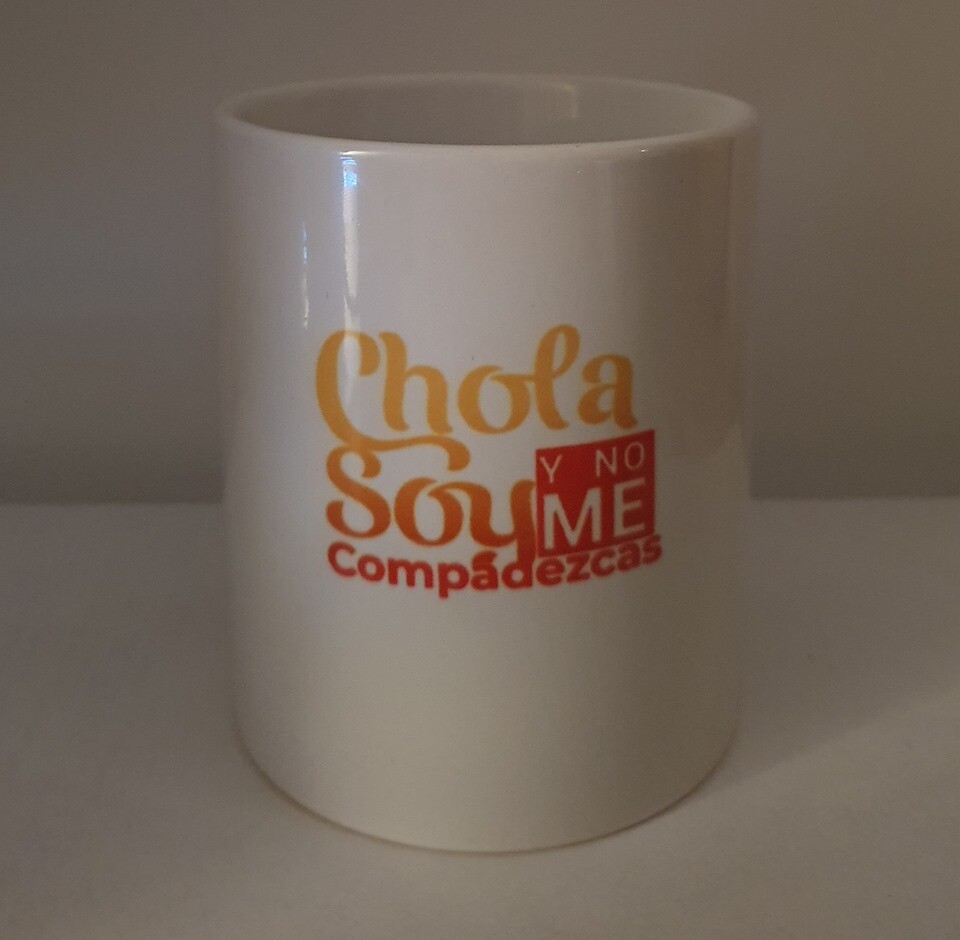 Chola
Soy
Y NO
ME
Compádezcas